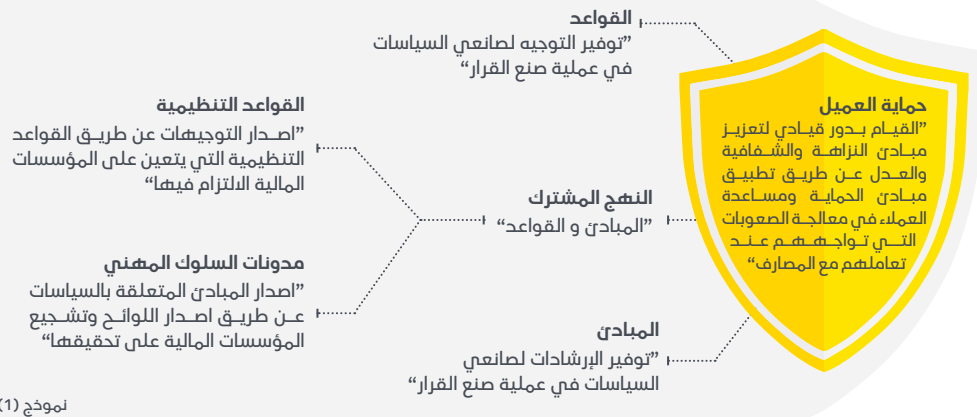 حماية العميل
”القيام بدور قيادي لتعزيز
مبادئ النزاهة والشفافية
والعدل عن طريق تطبيق
مبادئ الحماية ومساعدة
العملاء في معالجة الصعوبات
التي تواجههم عند
تعاملهم مع المصارف“
القواعد
”توفير التوجيه لصانعي السياسات
في عملية صنع القرار“
النهج المشترك
”المبادئ و القواعد“
المبادئ
”توفير الإرشادات لصانعي
السياسات في عملية صنع القرار“
القواعد التنظيمية
”اصدار التوجيهات عن طريق القواعد
التنظيمية التي يتعين على المؤسسات
المالية الالتزام فيها“
مدونات السلوك المهني
”اصدار المبادئ المتعلقة بالسياسات
عن طريق اصدار اللوائح وتشجيع
المؤسسات المالية على تحقيقها“
نموذج (1)